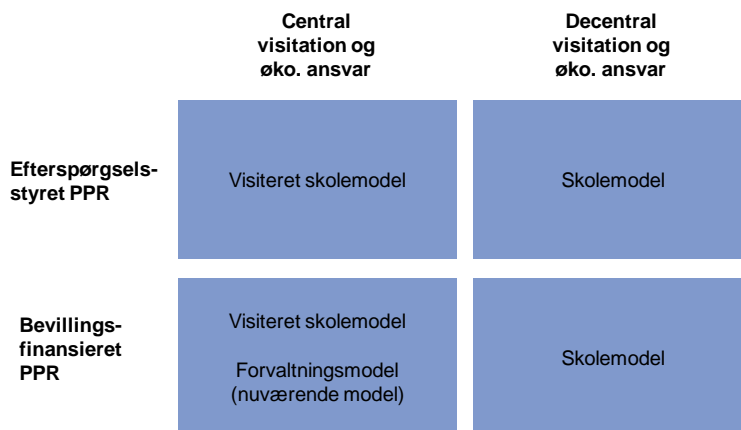 Central
visitation og
øko. ansvar
Decentral
visitation og
øko. ansvar
Efterspørgsels-
styret PPR
Visiteret skolemodel
Skolemodel
Bevillings-
finansieret
PPR
Visiteret skolemodel
Forvaltningsmodel
(nuværende model)
Skolemodel